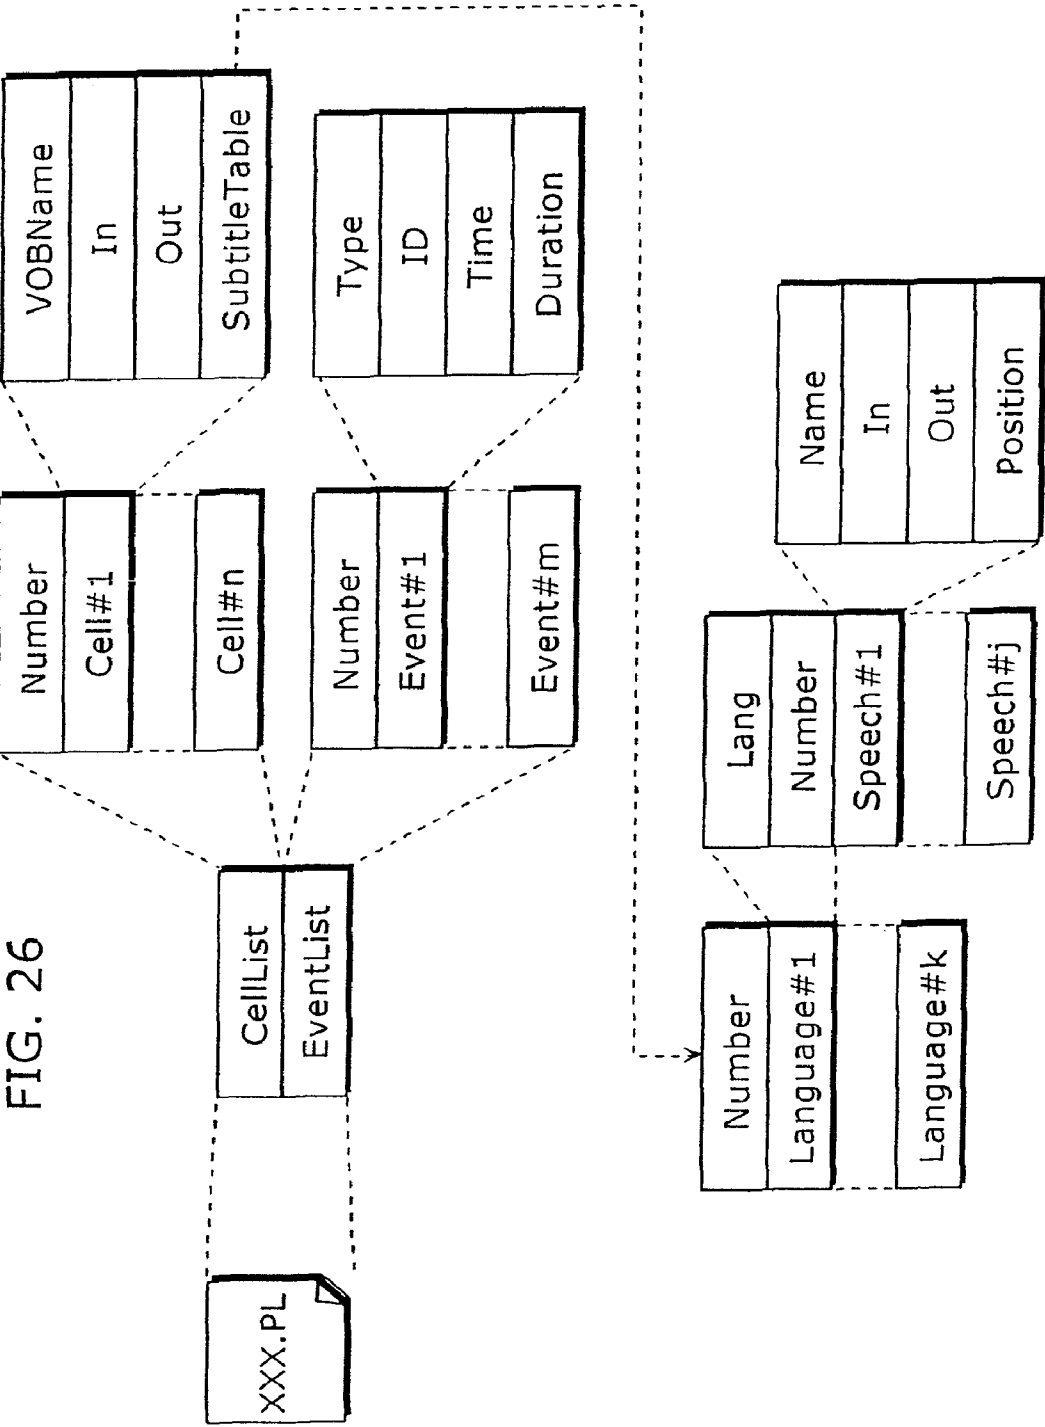 FIG. 26
XXX.PL
CellList
EventList
Number
Cell#1
Cell#n
VOBName
In
Out
SubtitleTable
Number
Event#1
Event#m
Type
ID
Time
Duration
Number
Language#1
Language#k
Lang
Number
Speech#1
Speech#j
Name
In
Out
Position